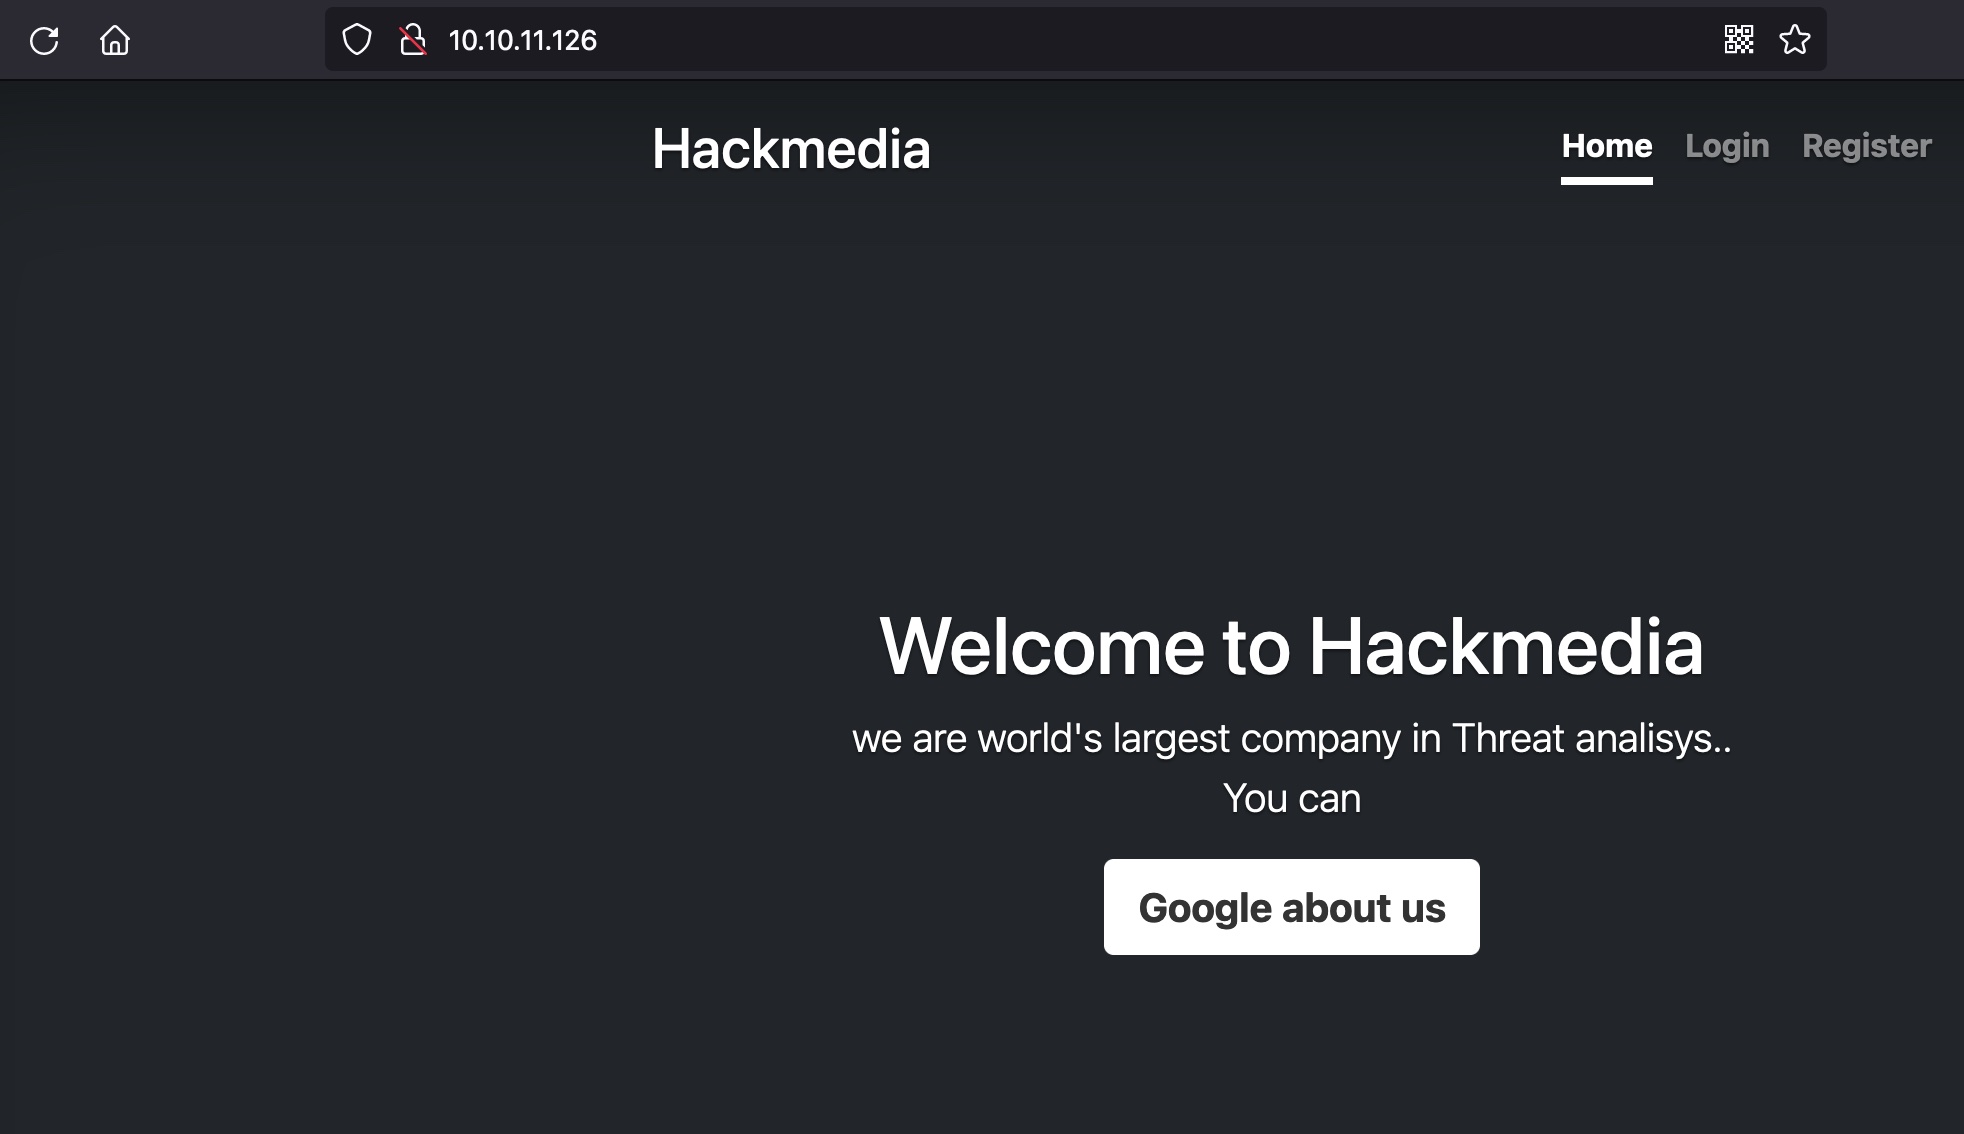 10.10.11.126
Hackmedia
Home Login Register
Welcome to Hackmedia
we are world's largest company in Threat analisys..
You can
Google about us